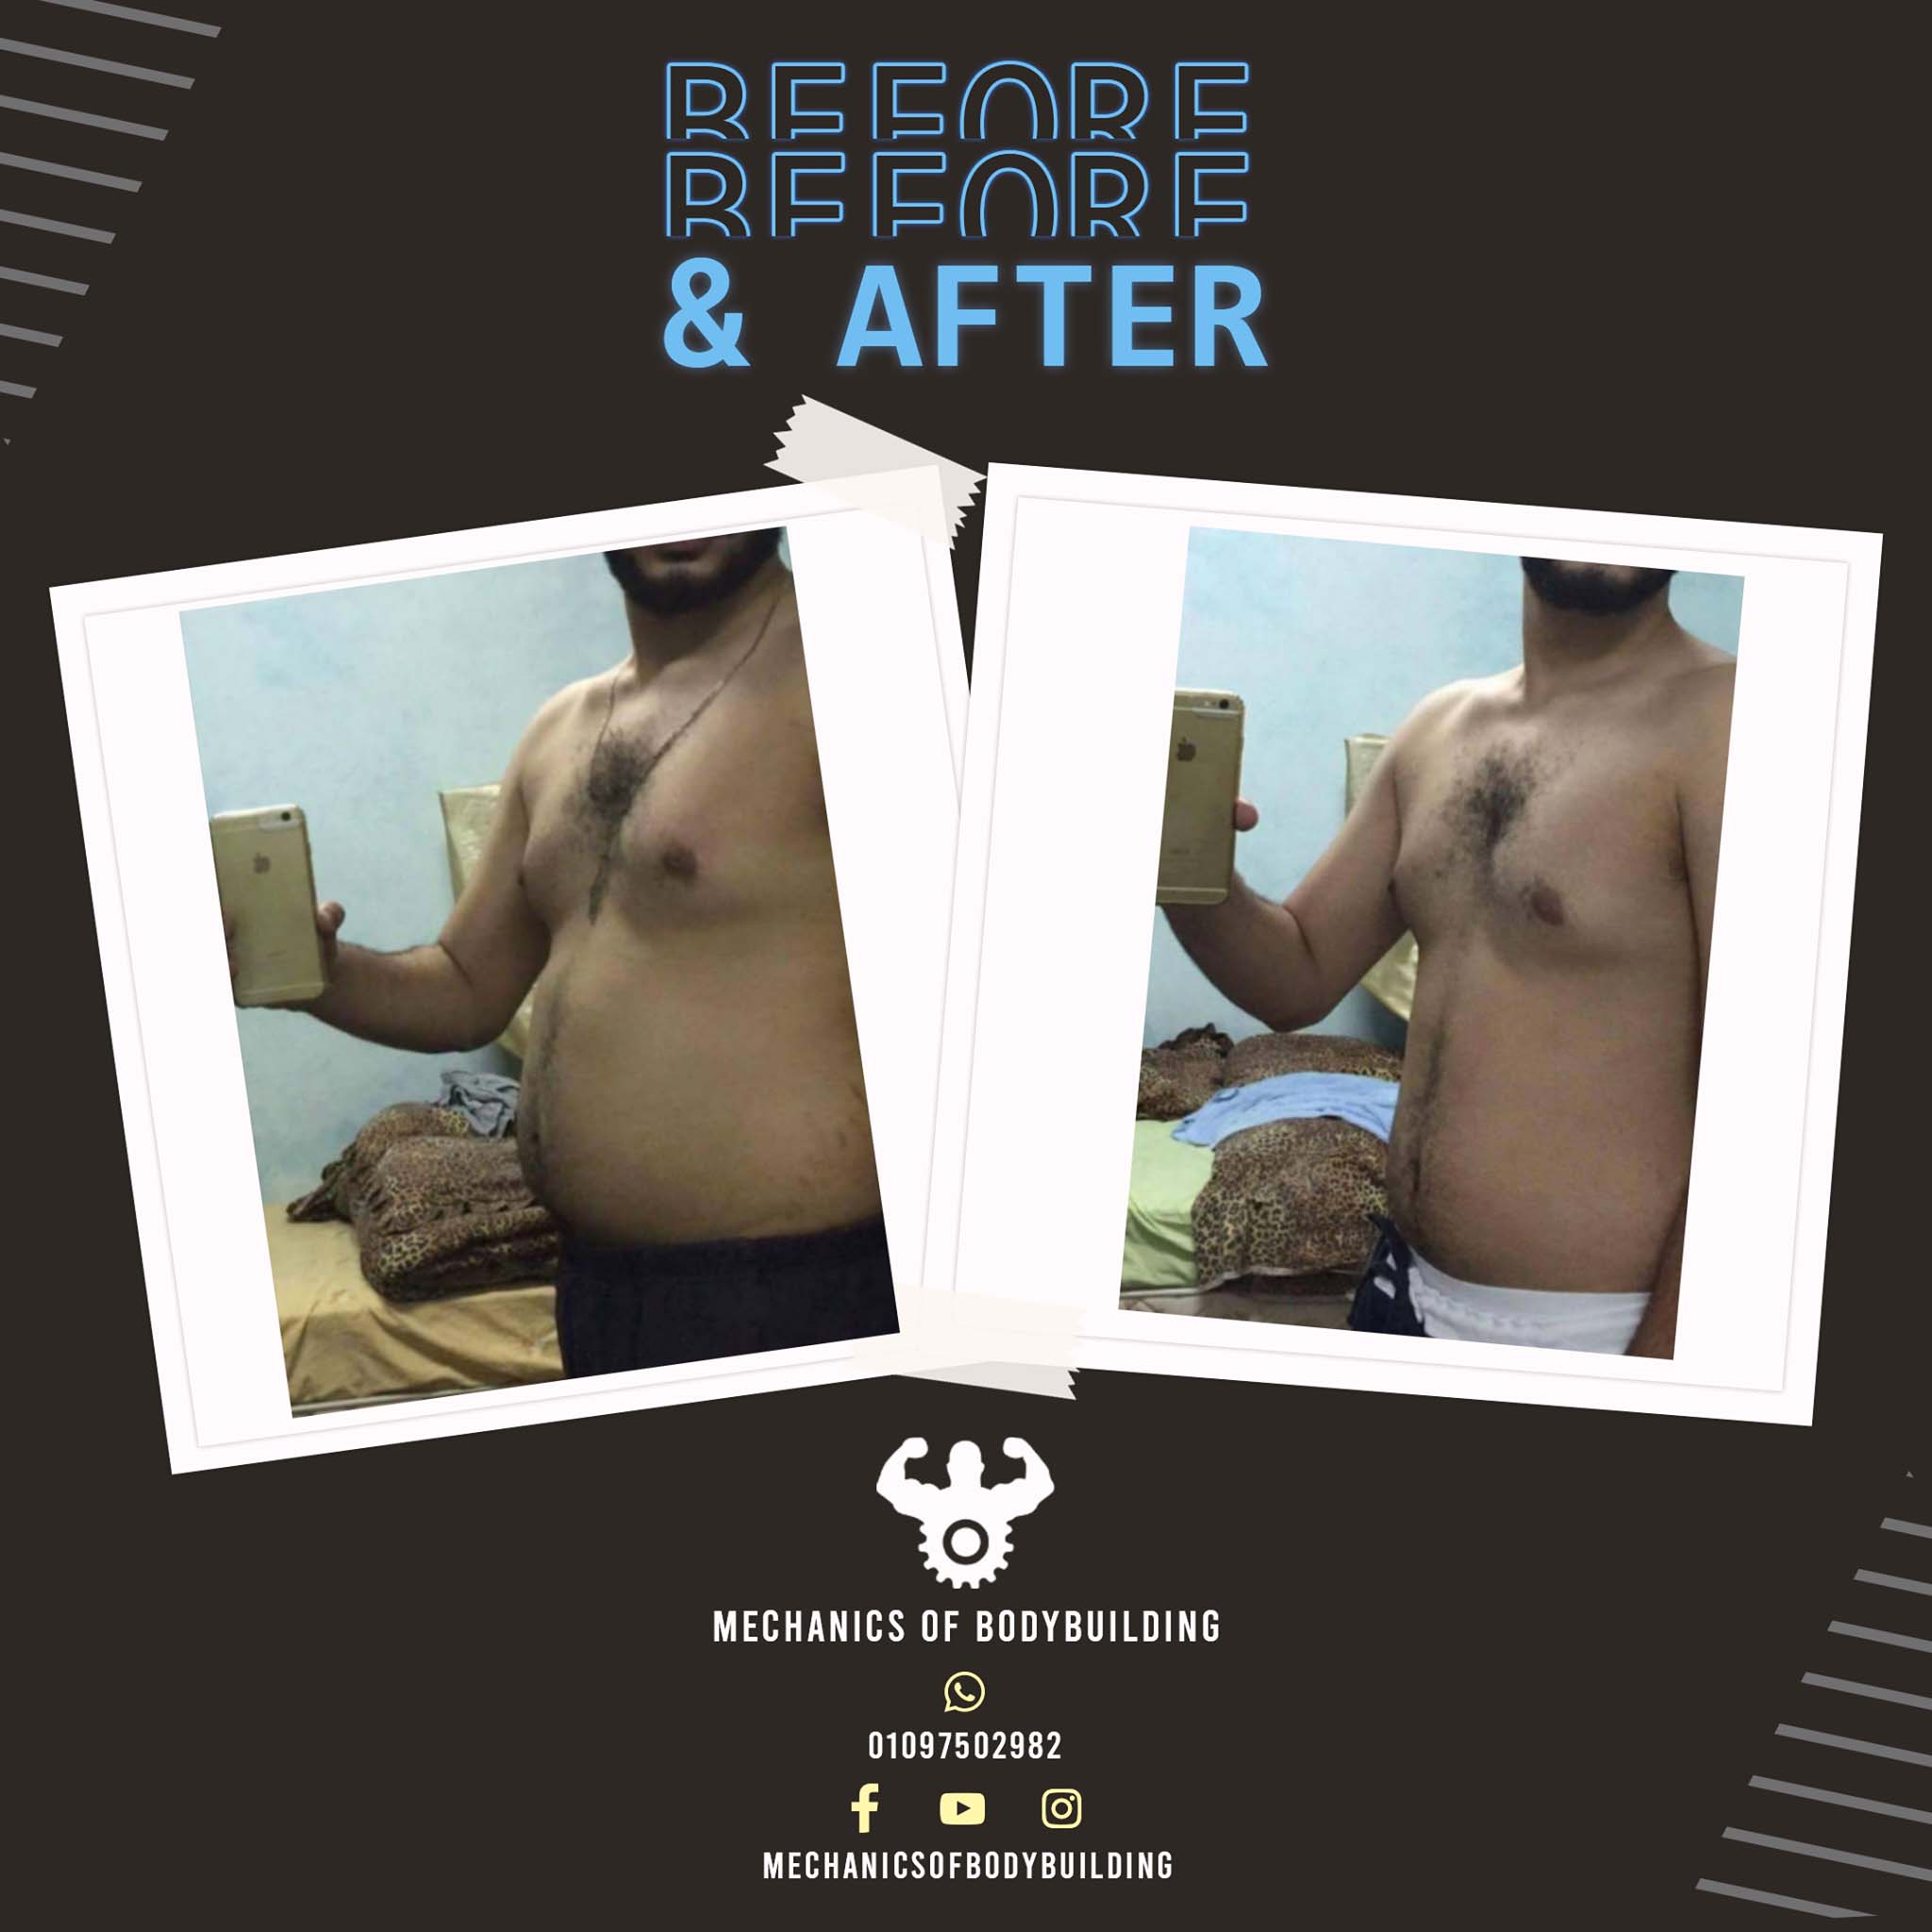 BEFORE
BEFORE
& AFTER
MECHANICS OF BODYBUILDING
01097502982
MECHANICSOFBODYBUILDING